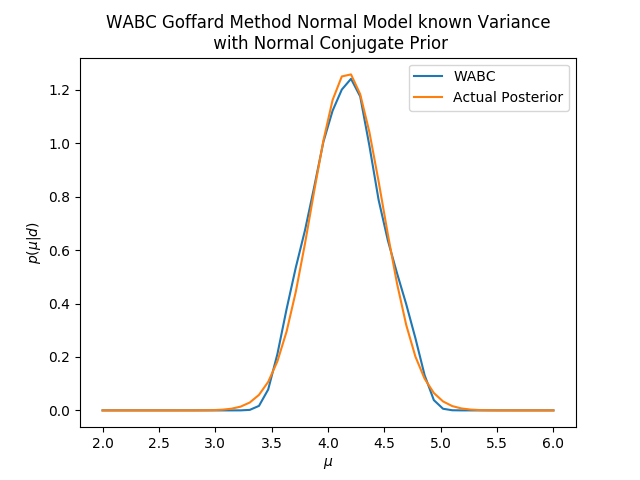 WABC Goffard Method Normal Model known Variance
with Normal Conjugate Prior
WABC
Actual Posterior
p(μ|d)
1.2
1.0
0.8
0.6
0.4
0.2
0.0
2.0 2.5 3.0 3.5 4.0 4.5 5.0 5.5 6.0
μ